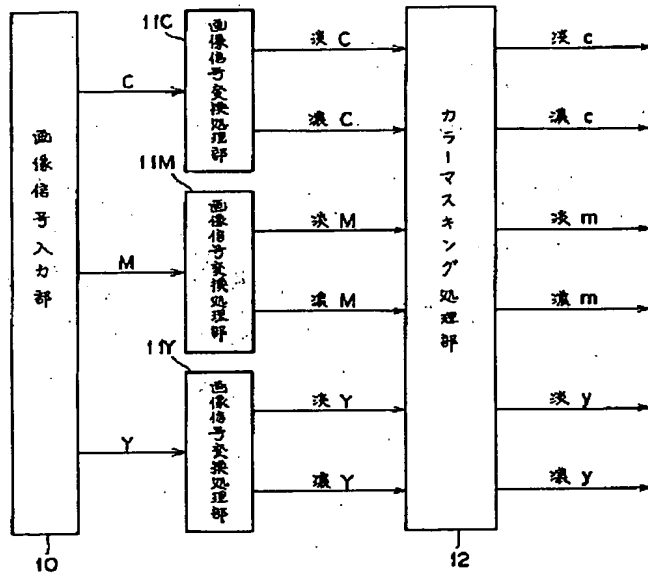 11C
画像信号変換処理部
淡 C
濃 C
C
画像信号入力部
10
11M
画像信号変換処理部
淡 M
濃 M
M
11Y
画像信号変換処理部
淡 Y
濃 Y
Y
カラーマスキング処理部
12
淡 c
濃 c
淡 m
濃 m
淡 y
濃 y